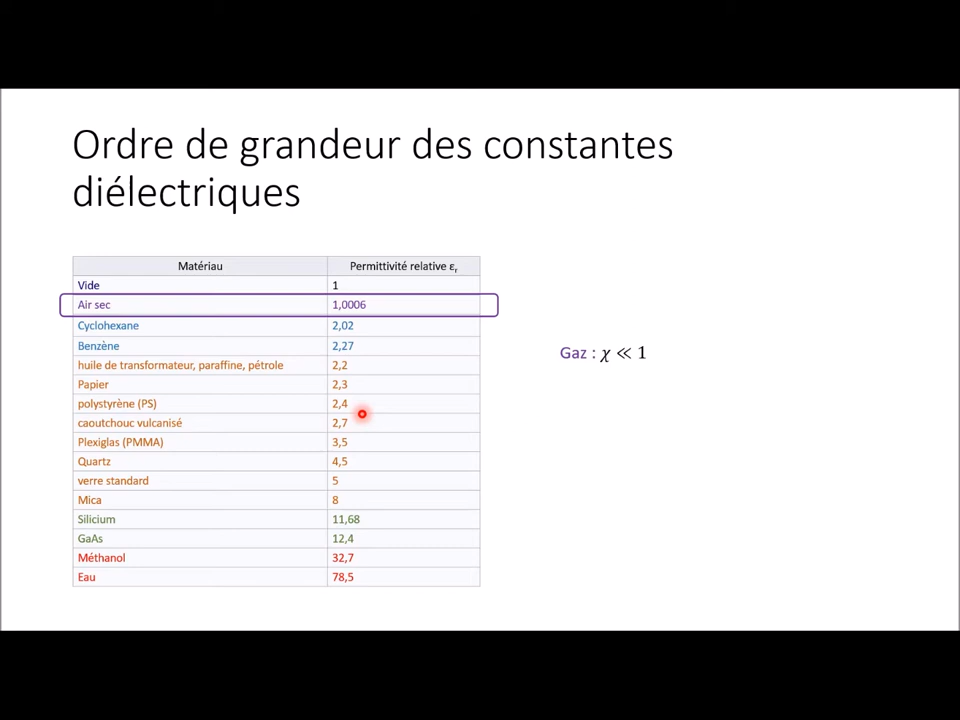 Ordre de grandeur des constantes
diélectriques
Matériau Permittivité relative εr
Vide 1
Air sec 1,0006
Cyclohexane 2,02
Benzène 2,27
huile de transformateur, paraffine, pétrole 2,2
Papier 2,3
polystyrène (PS) 2,4
caoutchouc vulcanisé 2,7
Plexiglas (PMMA) 3,5
Quartz 4,5
verre standard 5
Mica 8
Silicium 11,68
GaAs 12,4
Méthanol 32,7
Eau 78,5
Gaz : χ ≪ 1